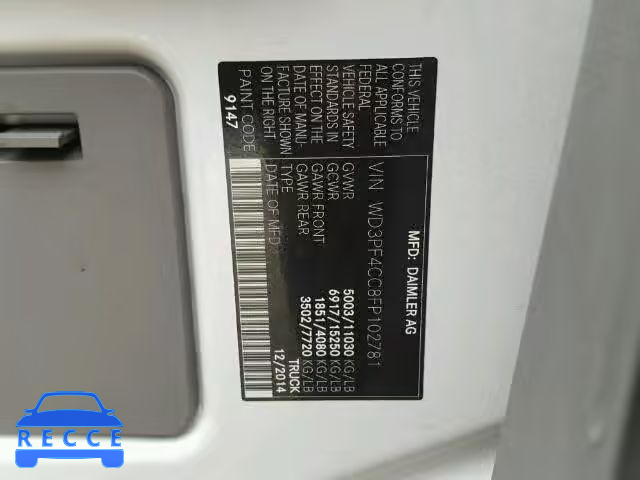 MFD: DAIMLER AG
VIN WD3PF4CC8FP102781
THIS VEHICLE
CONFORMS TO
ALL APPLICABLE
FEDERAL
VEHICLE SAFETY
STANDARDS IN
EFFECT ON THE
DATE OF MANU-
FACTURE SHOWN
ON THE RIGHT
PAINT CODE
9147
GVWR 5003/11030 KG/LB
GCWR 6917/15250 KG/LB
GAWR FRONT 1851/4080 KG/LB
GAWR REAR 3502/7720 KG/LB
TYPE TRUCK
DATE OF MFD. 12/2014
RECCE